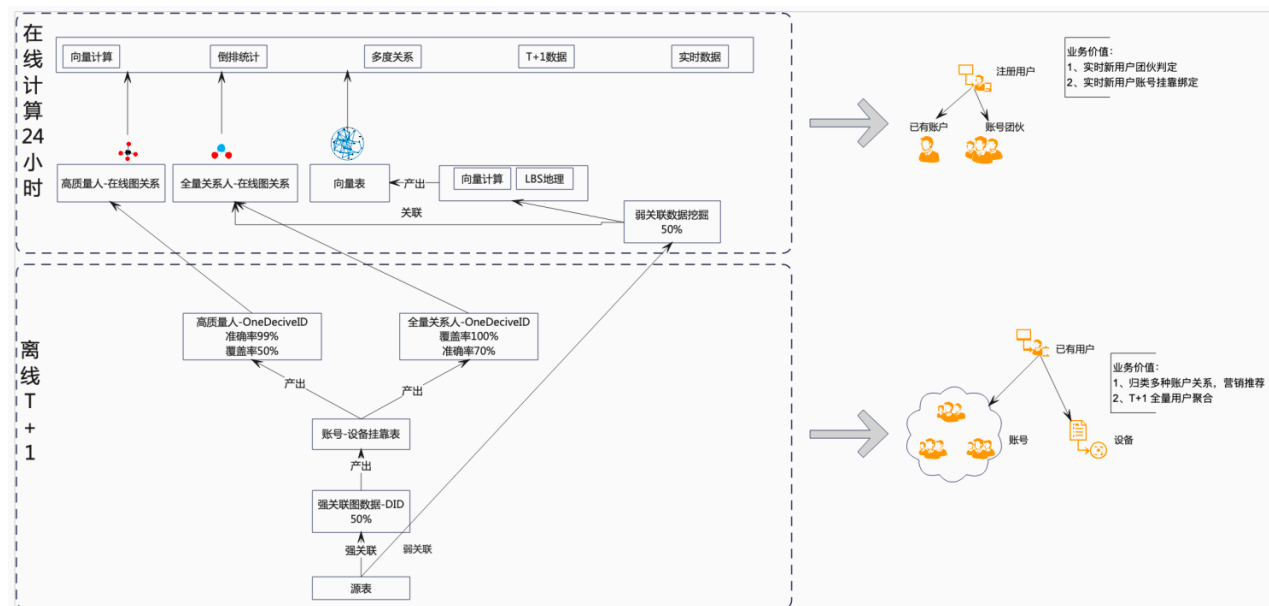 在线计算24小时
向量计算
倒排统计
多度关系
T+1数据
实时数据
高质量人-在线图关系
全量关系人-在线图关系
向量表
产出
向量计算
LBS地理
关联
弱关联数据挖掘
50%
注册用户
已有账户
账号团伙
业务价值：
1、实时新用户团伙判定
2、实时新用户账号挂靠绑定
离线T+1
高质量人-OneDeciveID
准确率99%
覆盖率50%
全量关系人-OneDeciveID
覆盖率100%
准确率70%
产出
产出
账号-设备挂靠表
产出
强关联图数据-DID
50%
强关联
弱关联
源表
已有用户
账号
设备
业务价值：
1、归类多种账户关系，营销推荐
2、T+1 全量用户聚合